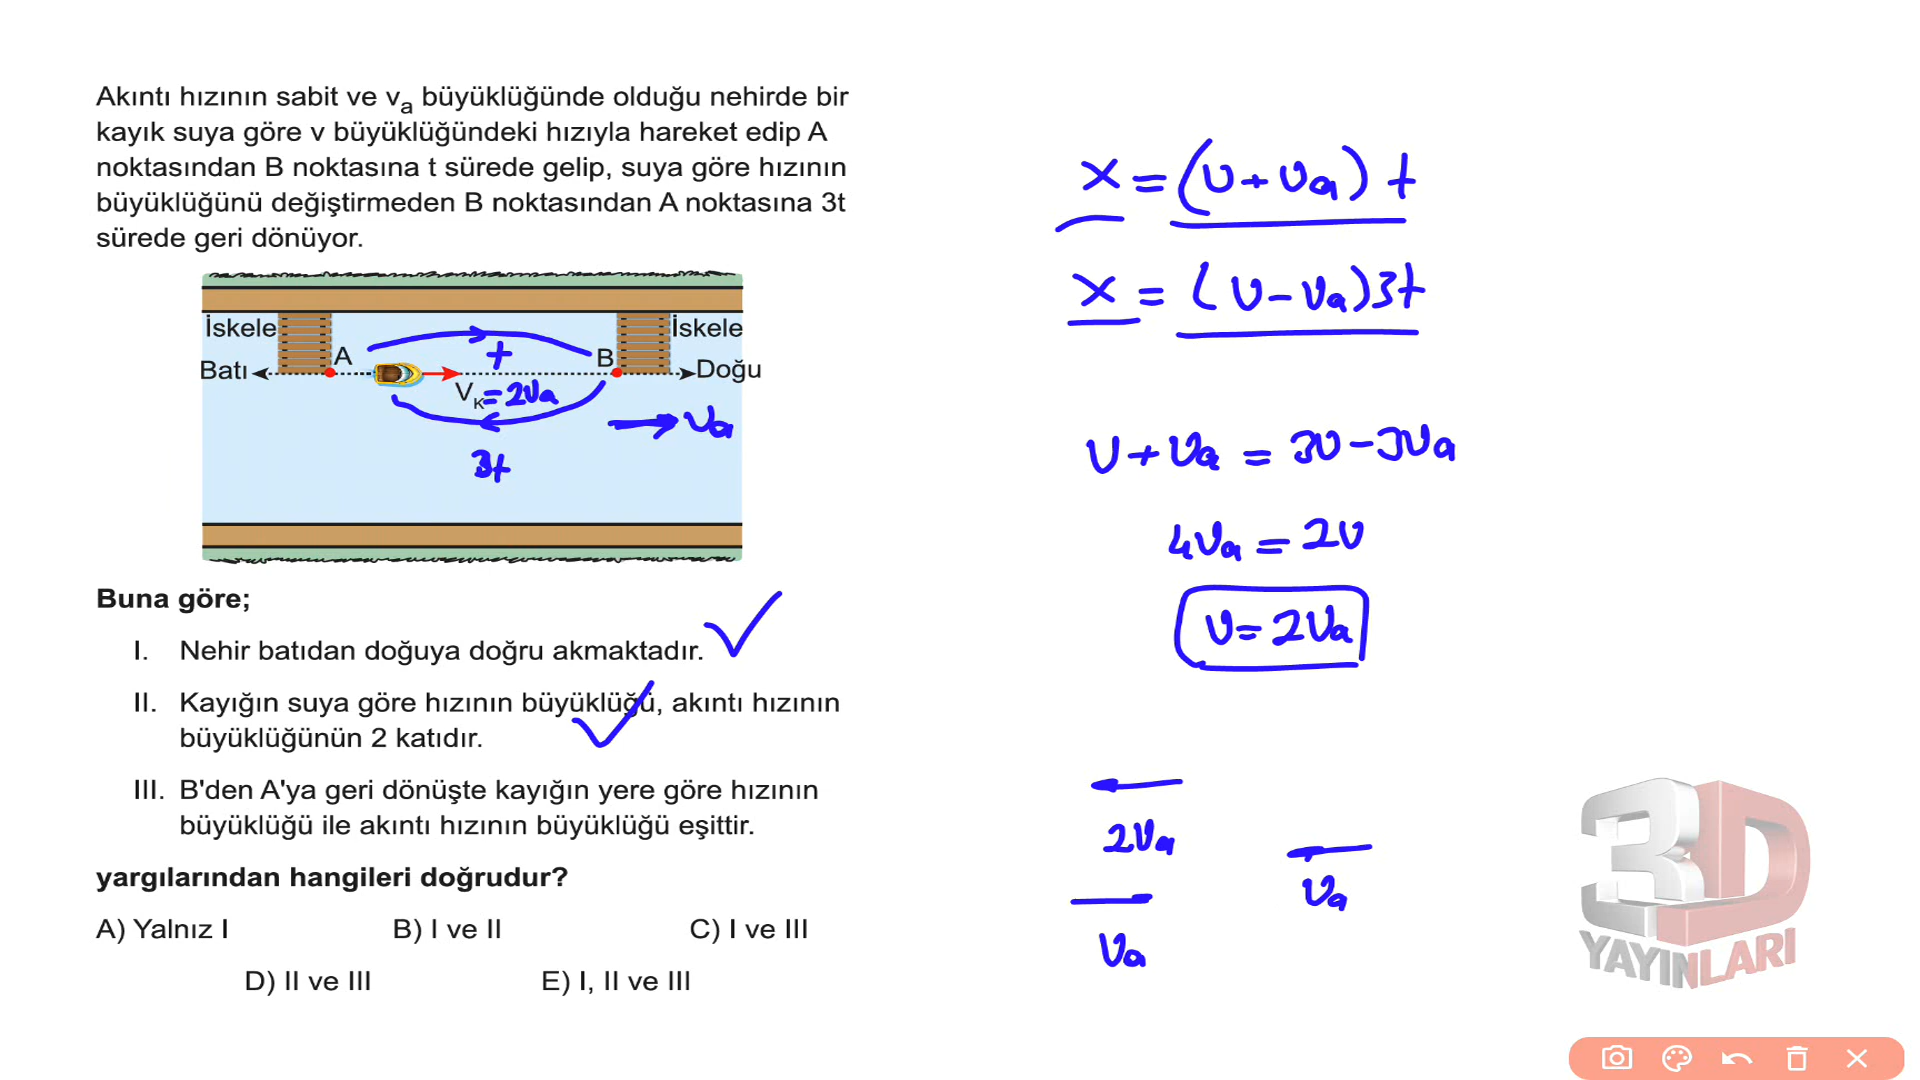 Akıntı hızının sabit ve va büyüklüğünde olduğu nehirde bir
kayık suya göre v büyüklüğündeki hızıyla hareket edip A
noktasından B noktasına t sürede gelip, suya göre hızının
büyüklüğünü değiştirmeden B noktasından A noktasına 3t
sürede geri dönüyor.
İskele
İskele
A
t
B
Batı
Doğu
VK = 2Va
Va
3t
Buna göre;
I. Nehir batıdan doğuya doğru akmaktadır.
II. Kayığın suya göre hızının büyüklüğü, akıntı hızının
büyüklüğünün 2 katıdır.
III. B'den A'ya geri dönüşte kayığın yere göre hızının
büyüklüğü ile akıntı hızının büyüklüğü eşittir.
yargılarından hangileri doğrudur?
A) Yalnız I B) I ve II C) I ve III
D) II ve III E) I, II ve III
x = (v + va) t
x = (v - va) 3t
v + va = 3v - 3va
4va = 2v
v = 2va
2va
va
va
3D
YAYINLARI